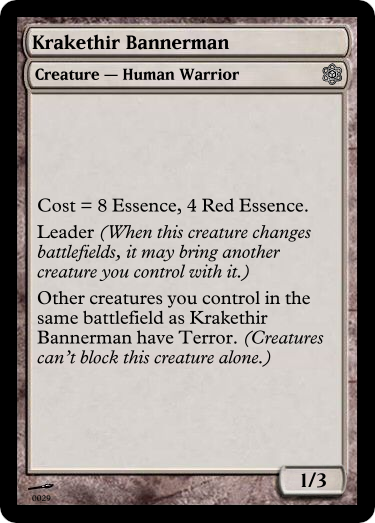 Krakethir Bannerman
Creature — Human Warrior
Cost = 8 Essence, 4 Red Essence.
Leader (When this creature changes
battlefields, it may bring another
creature you control with it.)
Other creatures you control in the
same battlefield as Krakethir
Bannerman have Terror. (Creatures
can't block this creature alone.)
1/3
0029